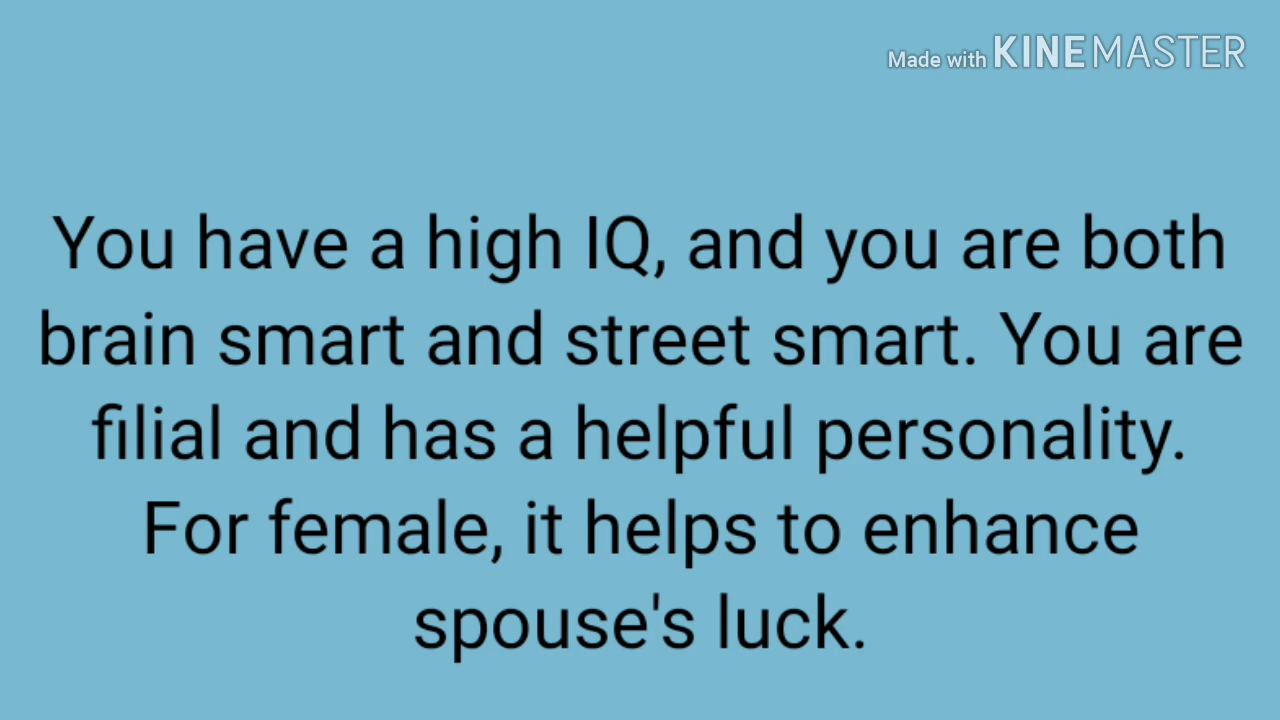 Made with KINEMASTER
You have a high IQ, and you are both
brain smart and street smart. You are
filial and has a helpful personality.
For female, it helps to enhance
spouse's luck.